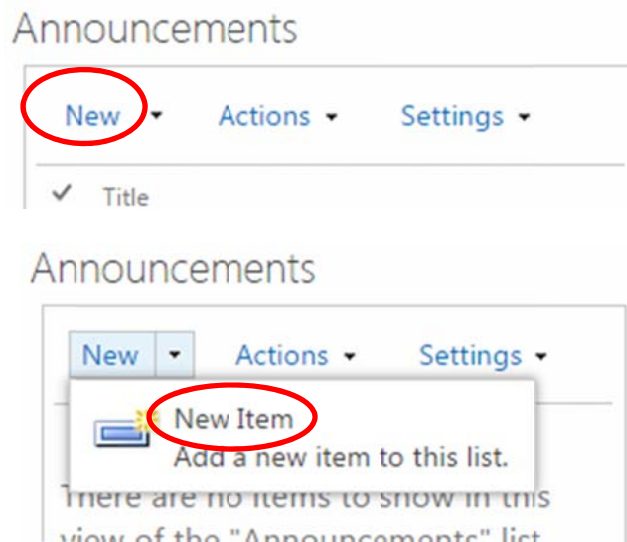 Announcements
New Actions Settings
Title
Announcements
New Actions Settings
New Item
Add a new item to this list.
There are no items to show in this
view of the "Announcements" list